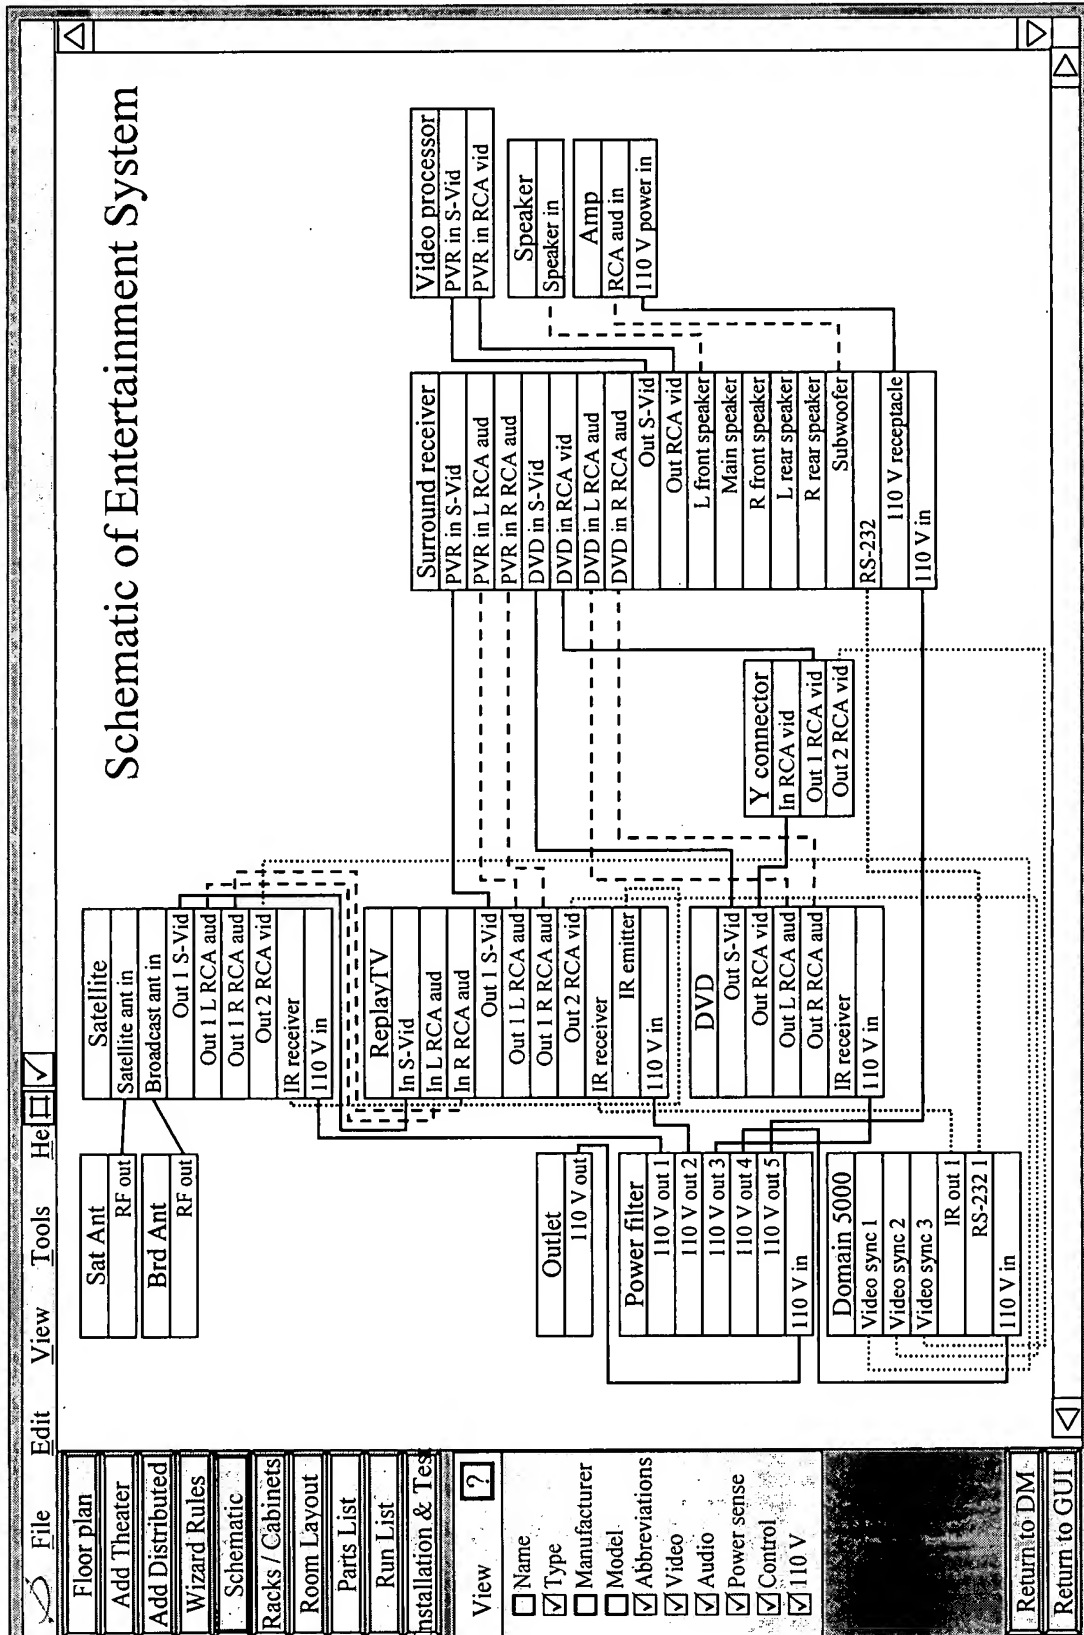 File Edit View Tools Hel
Floor plan
Add Theater
Add Distributed
Wizard Rules
Schematic
Racks / Cabinets
Room Layout
Parts List
Run List
nstallation & Test
View ?
Name
Type
Manufacturer
Model
Abbreviations
Video
Audio
Power sense
Control
110 V
Return to DM
Return to GUI
Schematic of Entertainment System
Sat Ant
RF out
Brd Ant
RF out
Outlet
110 V out
Power filter
110 V out 1
110 V out 2
110 V out 3
110 V out 4
110 V out 5
110 V in
Domain 5000
Video sync 1
Video sync 2
Video sync 3
IR out 1
RS-232 1
110 V in
Satellite
Satellite ant in
Broadcast ant in
Out 1 S-Vid
Out 1 L RCA aud
Out 1 R RCA aud
Out 2 RCA vid
IR receiver
110 V in
ReplayTV
In S-Vid
In L RCA aud
In R RCA aud
Out 1 S-Vid
Out 1 L RCA aud
Out 1 R RCA aud
Out 2 RCA vid
IR receiver
IR emitter
110 V in
DVD
Out S-Vid
Out RCA vid
Out L RCA aud
Out R RCA aud
IR receiver
110 V in
Y connector
In RCA vid
Out 1 RCA vid
Out 2 RCA vid
Surround receiver
PVR in S-Vid
PVR in L RCA aud
PVR in R RCA aud
DVD in S-Vid
DVD in RCA vid
DVD in L RCA aud
DVD in R RCA aud
Out S-Vid
Out RCA vid
L front speaker
Main speaker
R front speaker
L rear speaker
R rear speaker
Subwoofer
RS-232
110 V receptacle
110 V in
Video processor
PVR in S-Vid
PVR in RCA vid
Speaker
Speaker in
Amp
RCA aud in
110 V power in